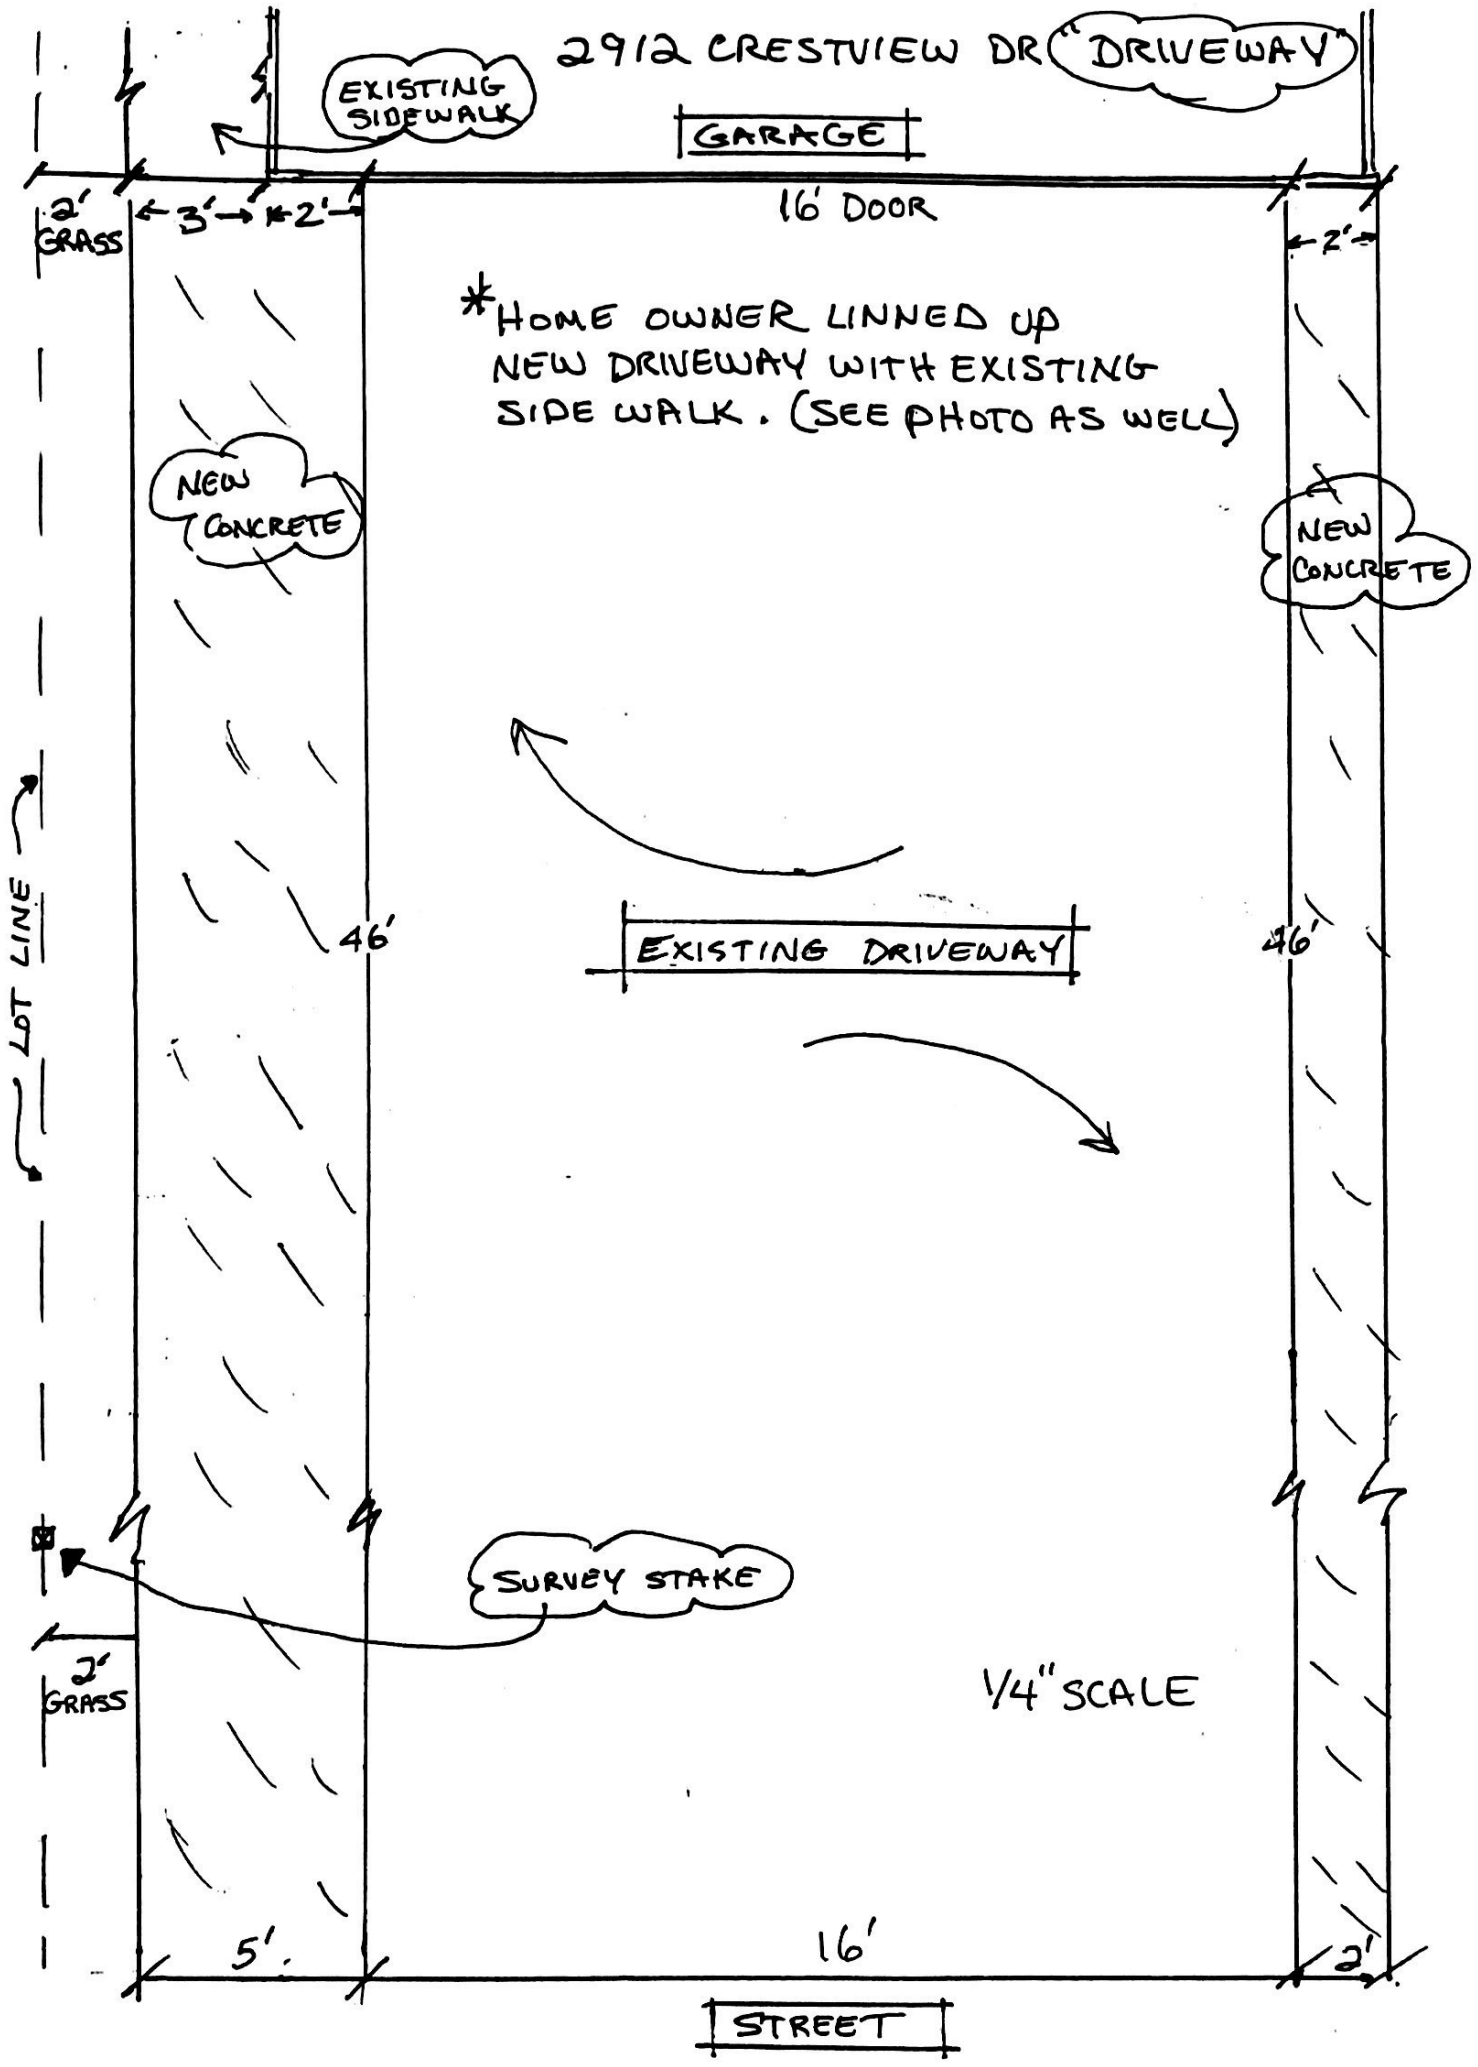 2912 CRESTVIEW DR "DRIVEWAY"
EXISTING
SIDEWALK
GARAGE
2'
GRASS
3'
2'
16' DOOR
2'
*HOME OWNER LINNED UP
NEW DRIVEWAY WITH EXISTING
SIDE WALK. (SEE PHOTO AS WELL)
NEW
CONCRETE
NEW
CONCRETE
LOT LINE
46'
EXISTING DRIVEWAY
46'
SURVEY STAKE
2'
GRASS
1/4" SCALE
5'
16'
2'
STREET